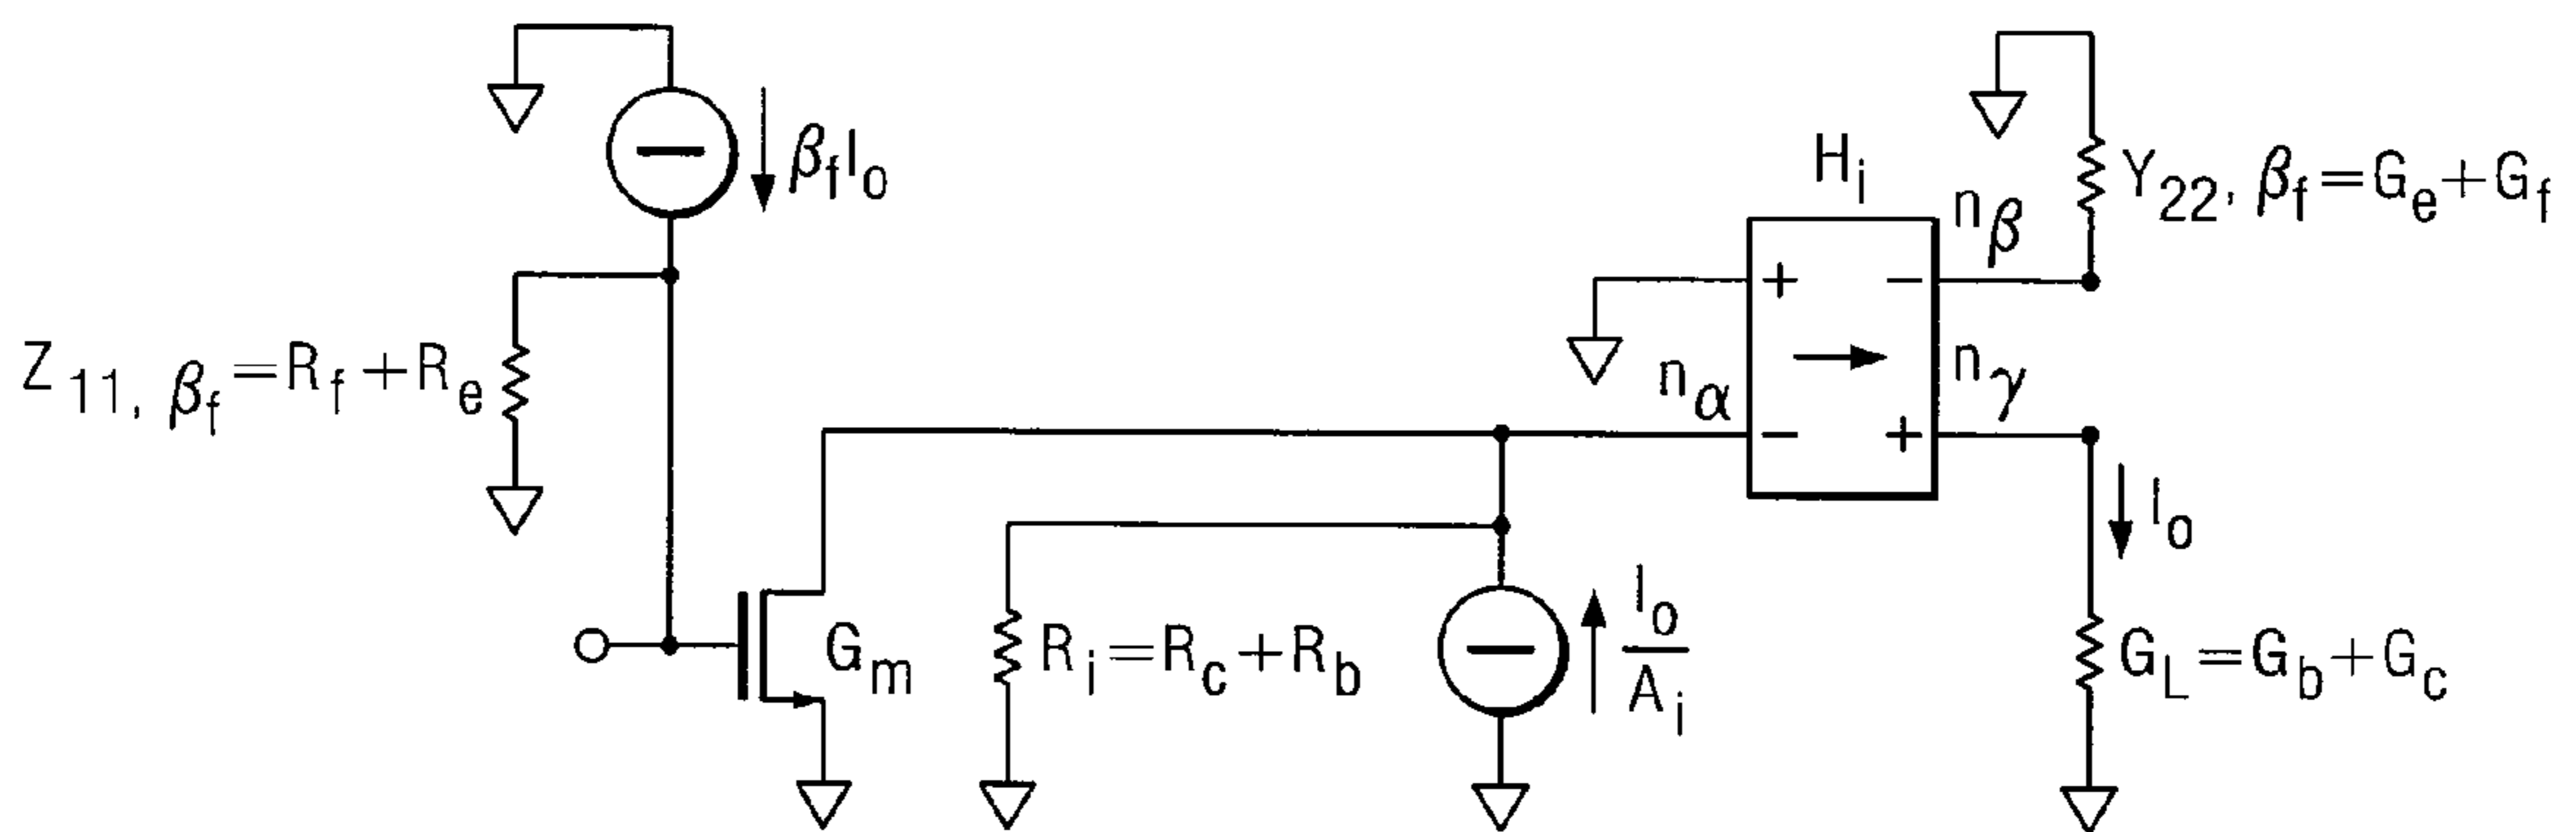 β_f I_o
H_i
n_β
Y_22, β_f = G_e + G_f
+ −
Z_11, β_f = R_f + R_e
n_α
n_γ
− +
I_o
G_m
R_i = R_c + R_b
I_o
A_i
G_L = G_b + G_c